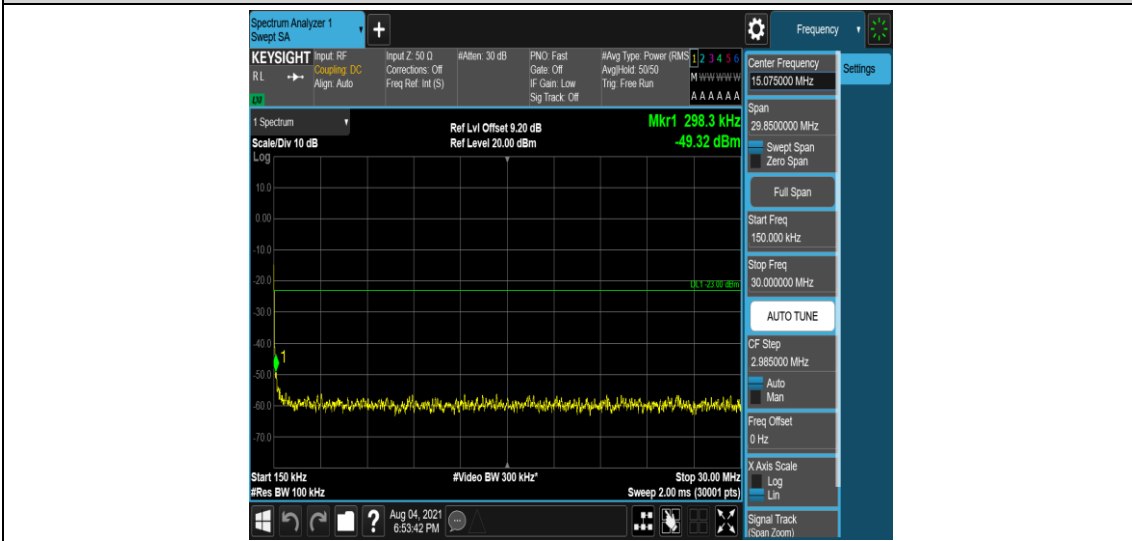 Spectrum Analyzer 1
Swept SA
+
Frequency
KEYSIGHT
R L
Input: RF
Coupling: DC
Align: Auto
Input Z: 50 Ω
Corrections: Off
Freq Ref: Int (S)
#Atten: 30 dB
PNO: Fast
Gate: Off
IF Gain: Low
Sig Track: Off
#Avg Type: Power (RMS
Avg|Hold: 50/50
Trig: Free Run
1 2 3 4 5 6
M W W W W W
A A A A A A
1 Spectrum
Scale/Div 10 dB
Log
Ref Lvl Offset 9.20 dB
Ref Level 20.00 dBm
Mkr1 298.3 kHz
-49.32 dBm
10.0
0.00
-10.0
-20.0
-30.0
-40.0
-50.0
-60.0
-70.0
DL1 -23.00 dBm
1
Start 150 kHz
#Res BW 100 kHz
#Video BW 300 kHz*
Stop 30.00 MHz
Sweep 2.00 ms (30001 pts)
Center Frequency
15.075000 MHz
Settings
Span
29.8500000 MHz
Swept Span
Zero Span
Full Span
Start Freq
150.000 kHz
Stop Freq
30.000000 MHz
AUTO TUNE
CF Step
2.985000 MHz
Auto
Man
Freq Offset
0 Hz
X Axis Scale
Log
Lin
Signal Track
(Span Zoom)
?
Aug 04, 2021
6:53:42 PM